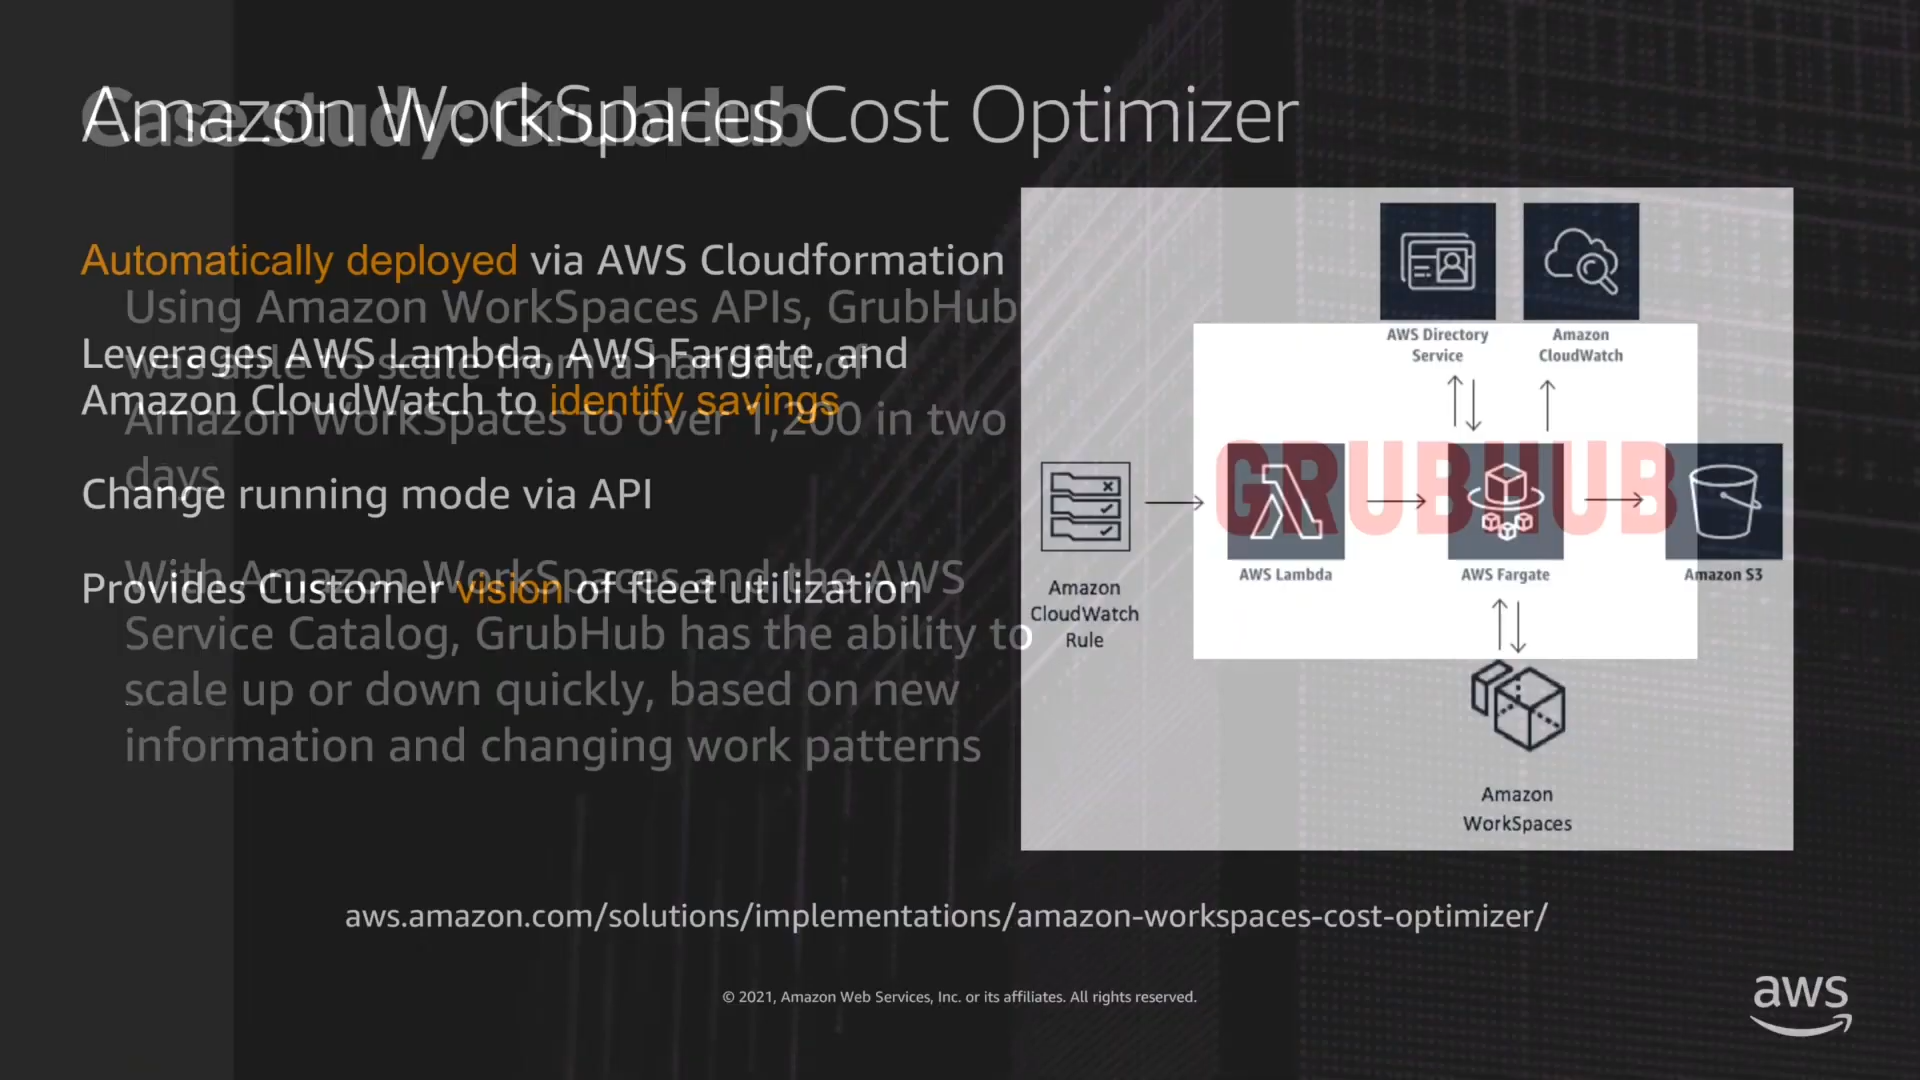 Amazon WorkSpaces Cost Optimizer
Case study: GrubHub
Automatically deployed via AWS Cloudformation
Leverages AWS Lambda, AWS Fargate, and
Amazon CloudWatch to identify savings
Change running mode via API
Provides Customer vision of fleet utilization
Using Amazon WorkSpaces APIs, GrubHub
was able to scale from a handful of
Amazon WorkSpaces to over 1,200 in two
days
With Amazon WorkSpaces and the AWS
Service Catalog, GrubHub has the ability to
scale up or down quickly, based on new
information and changing work patterns
AWS Directory
Service
Amazon
CloudWatch
GRUBHUB
Amazon
CloudWatch
Rule
AWS Lambda
AWS Fargate
Amazon S3
Amazon
WorkSpaces
aws.amazon.com/solutions/implementations/amazon-workspaces-cost-optimizer/
© 2021, Amazon Web Services, Inc. or its affiliates. All rights reserved.
aws